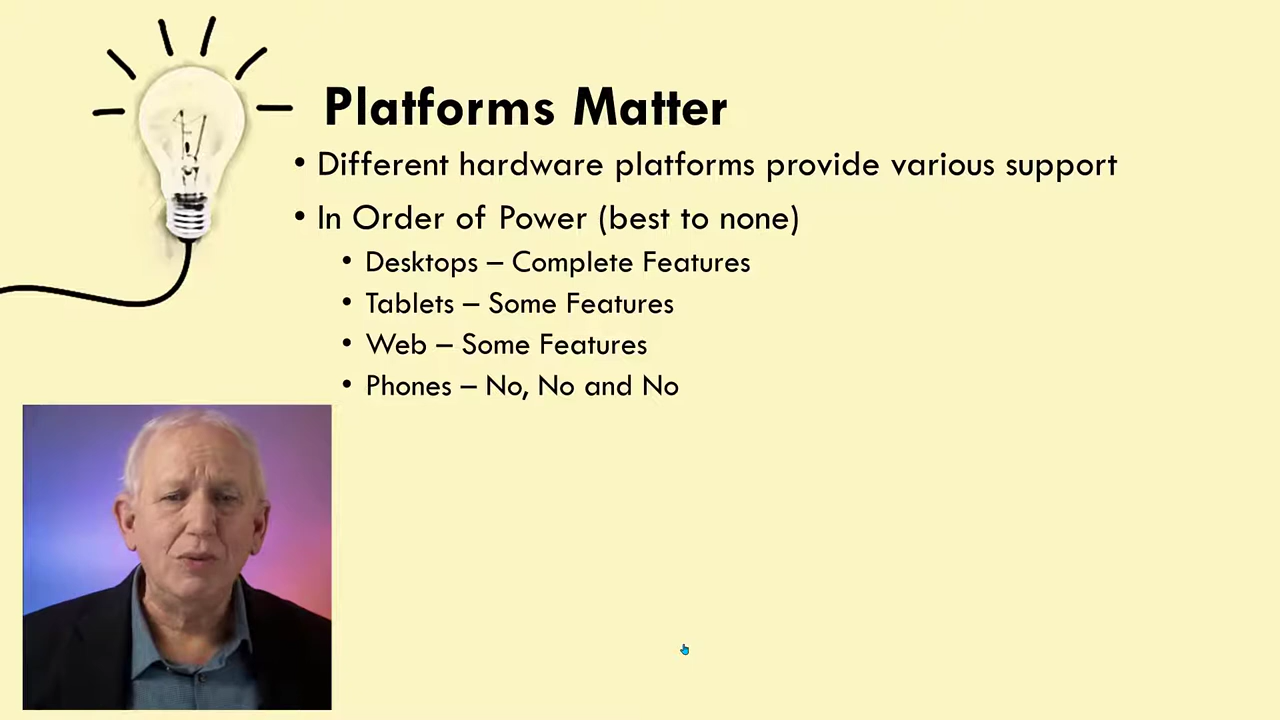 Platforms Matter
• Different hardware platforms provide various support
• In Order of Power (best to none)
• Desktops – Complete Features
• Tablets – Some Features
• Web – Some Features
• Phones – No, No and No